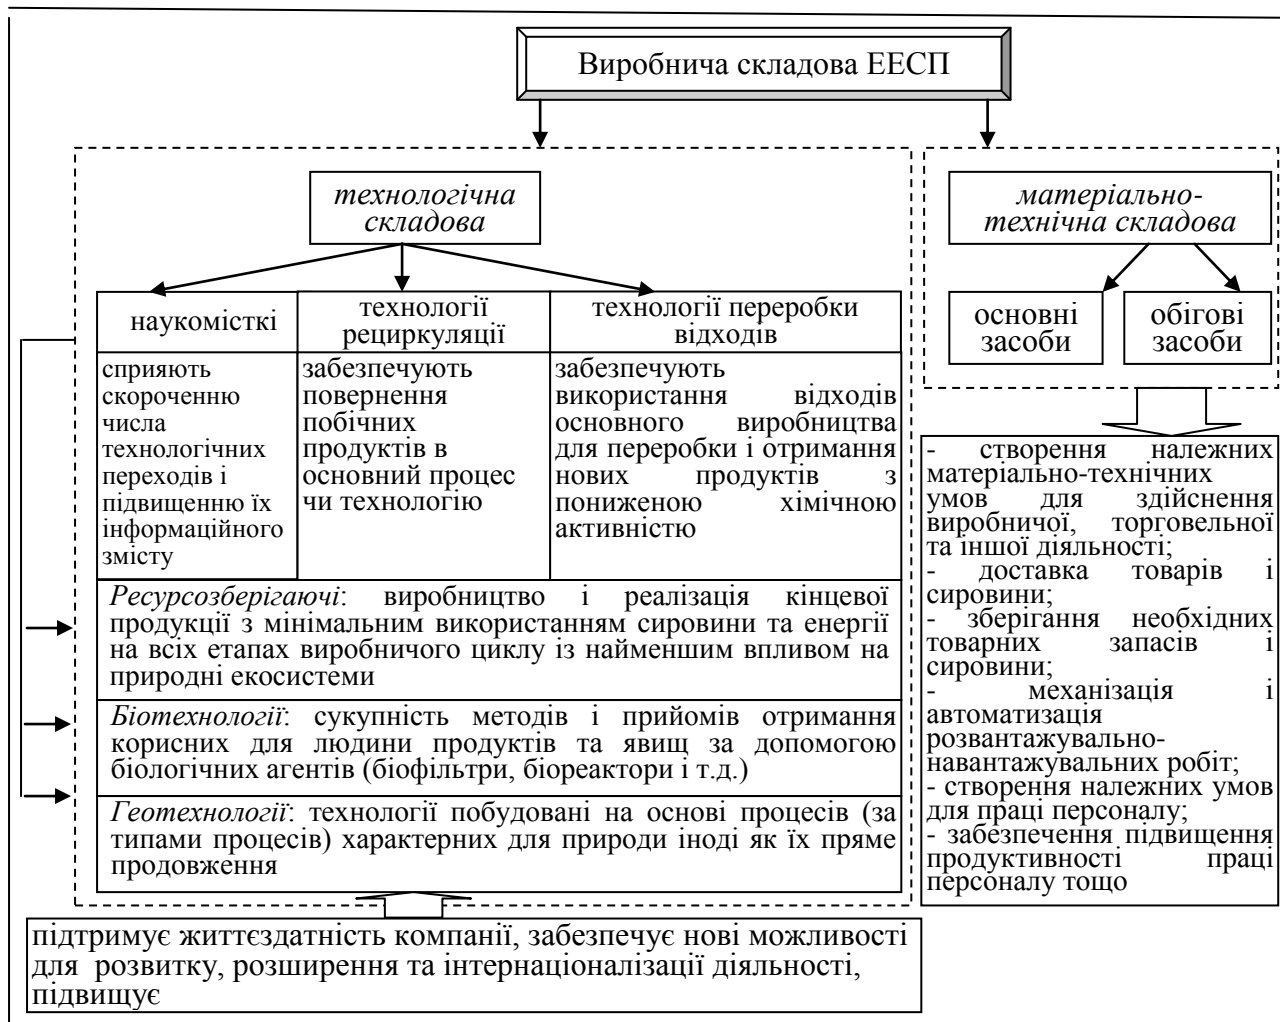 Виробнича складова ЕЕСП
технологічна
складова
матеріально-
технічна складова
основні
засоби
обігові
засоби
наукомісткі
технології
рециркуляції
технології переробки
відходів
сприяють
скороченню
числа
технологічних
переходів і
підвищенню їх
інформаційного
змісту
забезпечують
повернення
побічних
продуктів в
основний процес
чи технологію
забезпечують
використання відходів
основного виробництва
для переробки і отримання
нових продуктів з
пониженою хімічною
активністю
Ресурсозберігаючі: виробництво і реалізація кінцевої
продукції з мінімальним використанням сировини та енергії
на всіх етапах виробничого циклу із найменшим впливом на
природні екосистеми
Біотехнології: сукупність методів і прийомів отримання
корисних для людини продуктів та явищ за допомогою
біологічних агентів (біофільтри, біореактори і т.д.)
Геотехнології: технології побудовані на основі процесів (за
типами процесів) характерних для природи іноді як їх пряме
продовження
- створення належних
матеріально-технічних
умов для здійснення
виробничої, торговельної
та іншої діяльності;
- доставка товарів і
сировини;
- зберігання необхідних
товарних запасів і
сировини;
- механізація і
автоматизація
розвантажувально-
навантажувальних робіт;
- створення належних умов
для праці персоналу;
- забезпечення підвищення
продуктивності праці
персоналу тощо
підтримує життєздатність компанії, забезпечує нові можливості
для розвитку, розширення та інтернаціоналізації діяльності,
підвищує